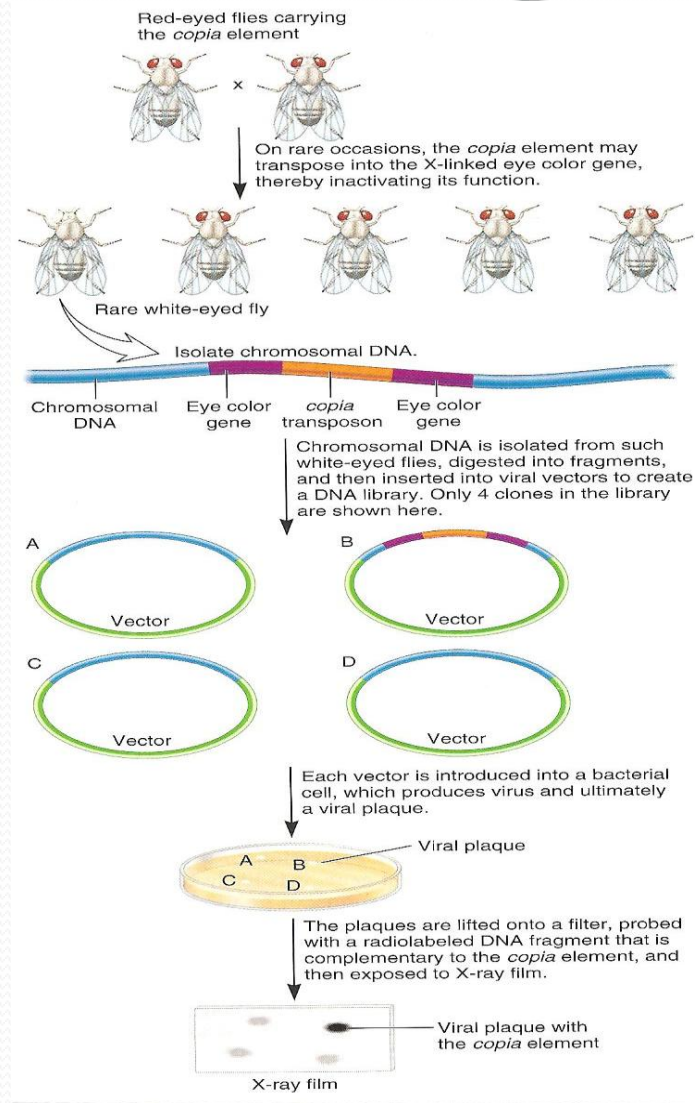 Red-eyed flies carrying
the copia element
×
On rare occasions, the copia element may
transpose into the X-linked eye color gene,
thereby inactivating its function.
Rare white-eyed fly
Isolate chromosomal DNA.
Chromosomal
DNA
Eye color
gene
copia
transposon
Eye color
gene
Chromosomal DNA is isolated from such
white-eyed flies, digested into fragments,
and then inserted into viral vectors to create
a DNA library. Only 4 clones in the library
are shown here.
A
Vector
B
Vector
C
Vector
D
Vector
Each vector is introduced into a bacterial
cell, which produces virus and ultimately
a viral plaque.
Viral plaque
A
B
C
D
The plaques are lifted onto a filter, probed
with a radiolabeled DNA fragment that is
complementary to the copia element, and
then exposed to X-ray film.
Viral plaque with
the copia element
X-ray film